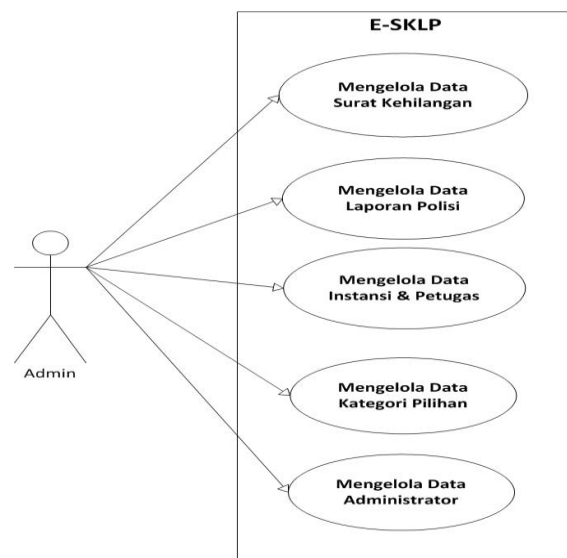 E-SKLP
Mengelola Data
Surat Kehilangan
Mengelola Data
Laporan Polisi
Mengelola Data
Instansi & Petugas
Admin
Mengelola Data
Kategori Pilihan
Mengelola Data
Administrator